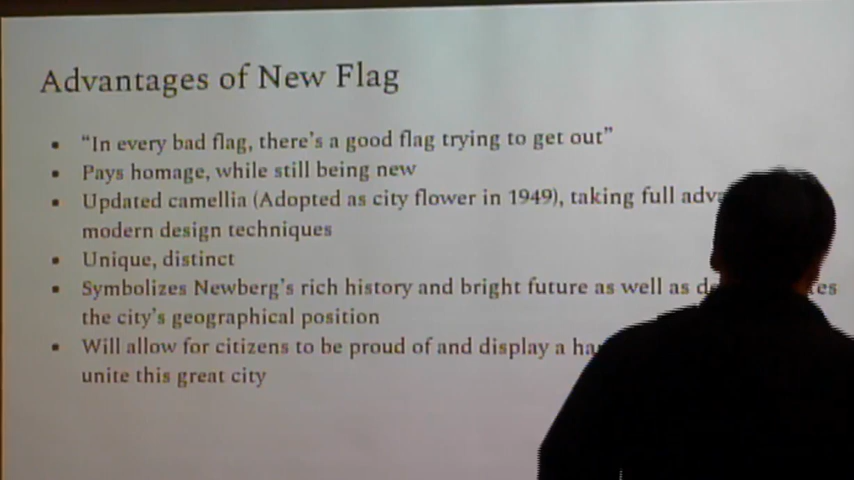 Advantages of New Flag
▪ “In every bad flag, there’s a good flag trying to get out”
▪ Pays homage, while still being new
▪ Updated camellia (Adopted as city flower in 1949), taking full
modern design techniques
▪ Unique, distinct
▪ Symbolizes Newberg’s rich history and bright future as well as
the city’s geographical position
▪ Will allow for citizens to be proud of and display a
unite this great city